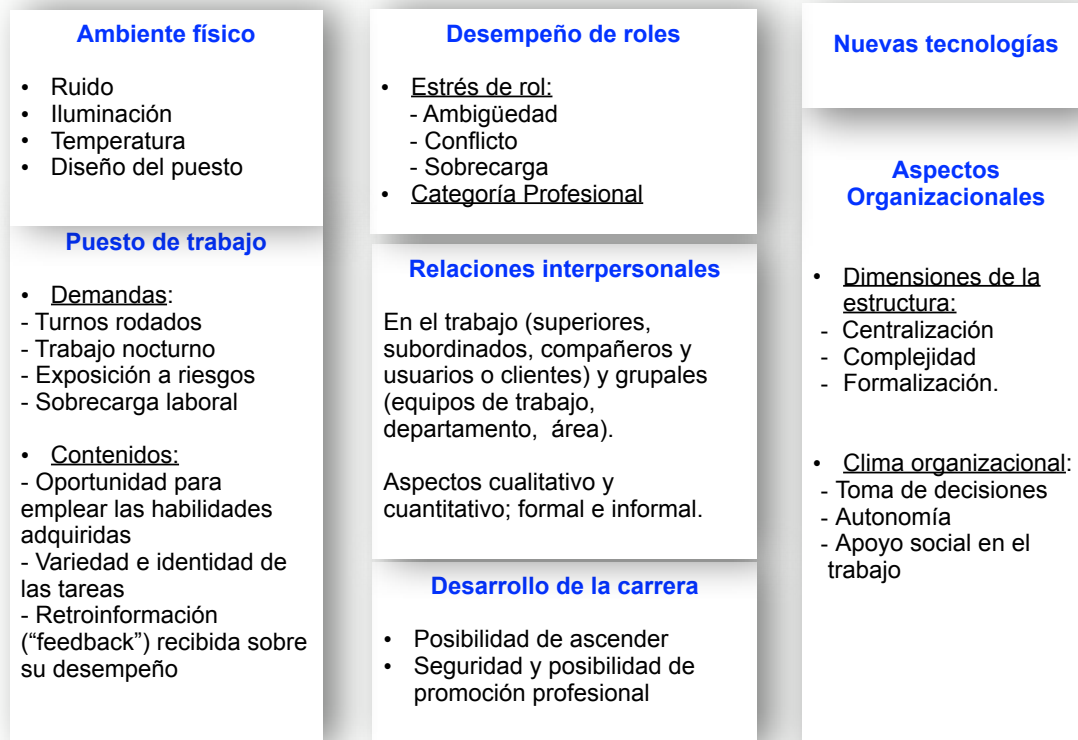 Ambiente físico
• Ruido
• Iluminación
• Temperatura
• Diseño del puesto
Puesto de trabajo
• Demandas:
- Turnos rodados
- Trabajo nocturno
- Exposición a riesgos
- Sobrecarga laboral
• Contenidos:
- Oportunidad para
emplear las habilidades
adquiridas
- Variedad e identidad de
las tareas
- Retroinformación
(“feedback”) recibida sobre
su desempeño
Desempeño de roles
• Estrés de rol:
- Ambigüedad
- Conflicto
- Sobrecarga
• Categoría Profesional
Relaciones interpersonales
En el trabajo (superiores,
subordinados, compañeros y
usuarios o clientes) y grupales
(equipos de trabajo,
departamento, área).
Aspectos cualitativo y
cuantitativo; formal e informal.
Desarrollo de la carrera
• Posibilidad de ascender
• Seguridad y posibilidad de
promoción profesional
Nuevas tecnologías
Aspectos
Organizacionales
• Dimensiones de la
estructura:
- Centralización
- Complejidad
- Formalización.
• Clima organizacional:
- Toma de decisiones
- Autonomía
- Apoyo social en el
trabajo